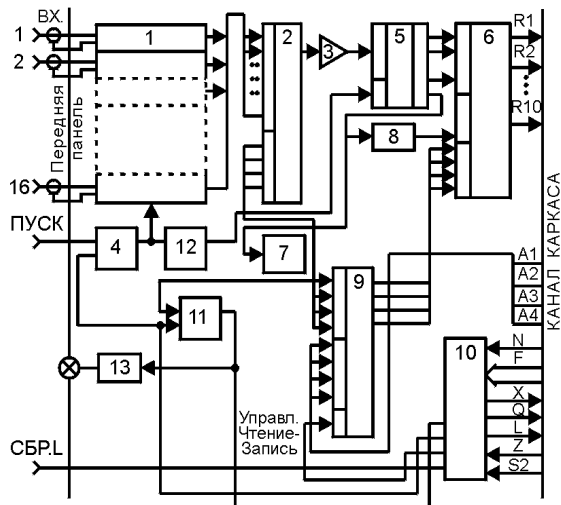 ВХ.
1
2
16
Передняя
панель
ПУСК
СБР.L
1
2
3
5
6
R1
R2
R10
8
4
12
7
9
11
13
10
Управл.
Чтение-
Запись
A1
A2
A3
A4
N
F
X
Q
L
Z
S2
КАНАЛ КАРКАСА